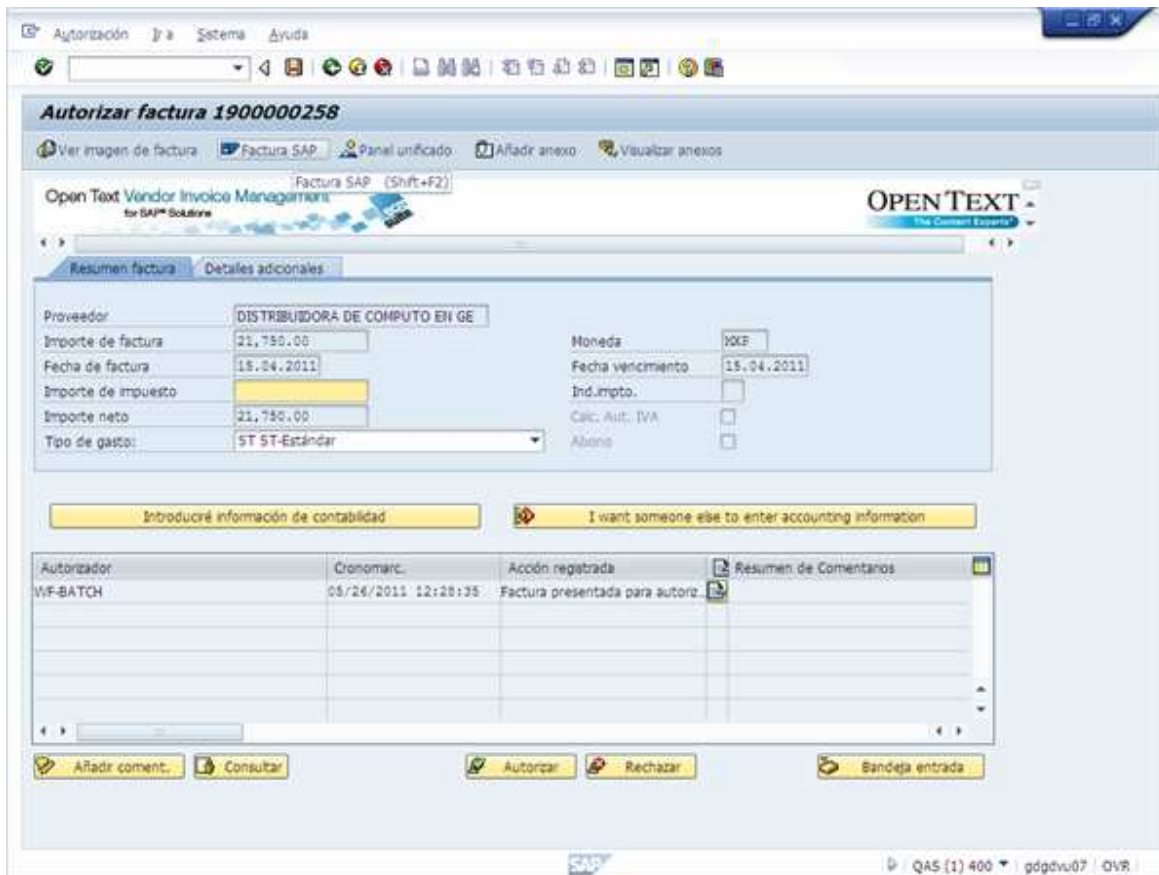 Autorización Ir a Sistema Ayuda
Autorizar factura 1900000258
Ver imagen de factura Factura SAP Panel unificado Añadir anexo Visualizar anexos
Factura SAP (Shift+F2)
Open Text Vendor Invoice Management
for SAP® Solutions
OPEN TEXT
The Content Experts
Resumen factura Detalles adicionales
Proveedor DISTRIBUIDORA DE COMPUTO EN GE
Importe de factura 21,750.00 Moneda MXP
Fecha de factura 15.04.2011 Fecha vencimiento 15.04.2011
Importe de impuesto Ind.impto.
Importe neto 21,750.00 Calc. Aut. IVA
Tipo de gasto: ST ST-Estándar Abono
Introduciré información de contabilidad I want someone else to enter accounting information
Autorizador Cronomarc. Acción registrada Resumen de Comentarios
WF-BATCH 05/26/2011 12:28:35 Factura presentada para autoriz..
Añadir coment. Consultar Autorizar Rechazar Bandeja entrada
SAP QAS (1) 400 gdgdvu07 OVR